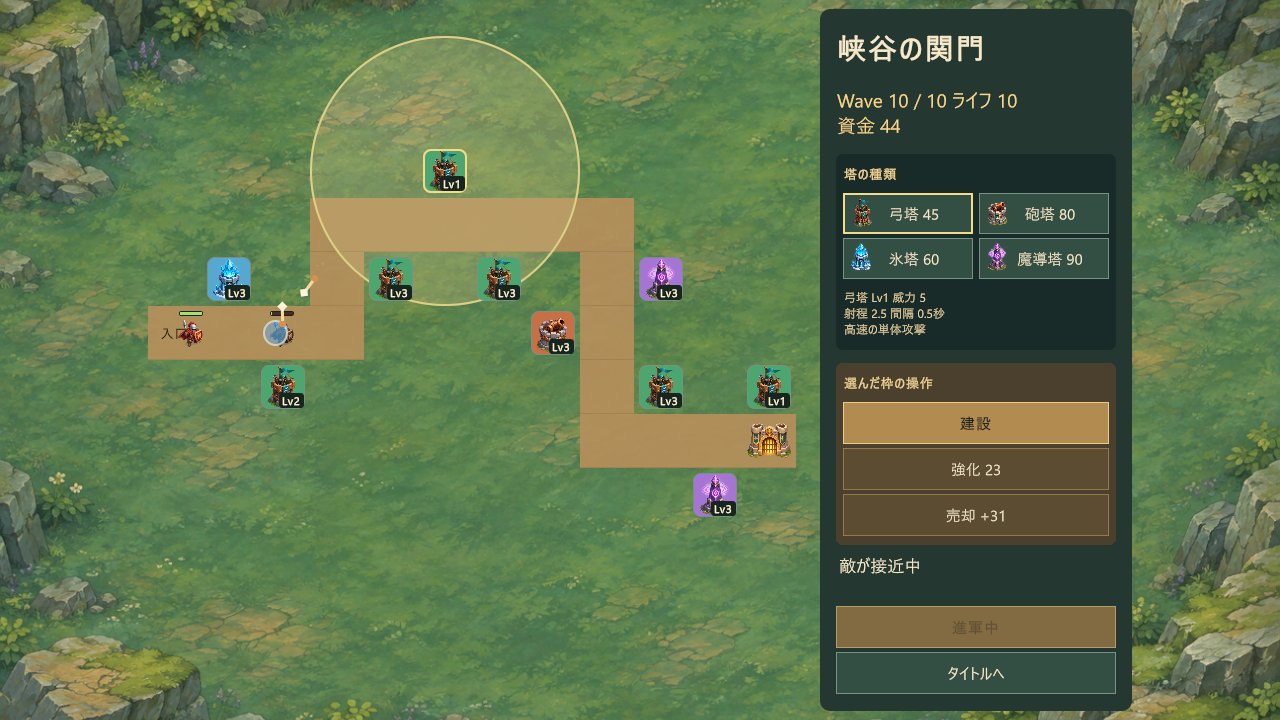 峡谷の関門
Wave 10 / 10 ライフ 10
資金 44
塔の種類
弓塔 45
砲塔 80
氷塔 60
魔導塔 90
弓塔 Lv1 威力 5
射程 2.5 間隔 0.5秒
高速の単体攻撃
選んだ枠の操作
建設
強化 23
売却 +31
敵が接近中
進軍中
タイトルへ
Lv1
Lv3
Lv3
Lv3
Lv3
Lv3
入
Lv2
Lv3
Lv1
Lv3